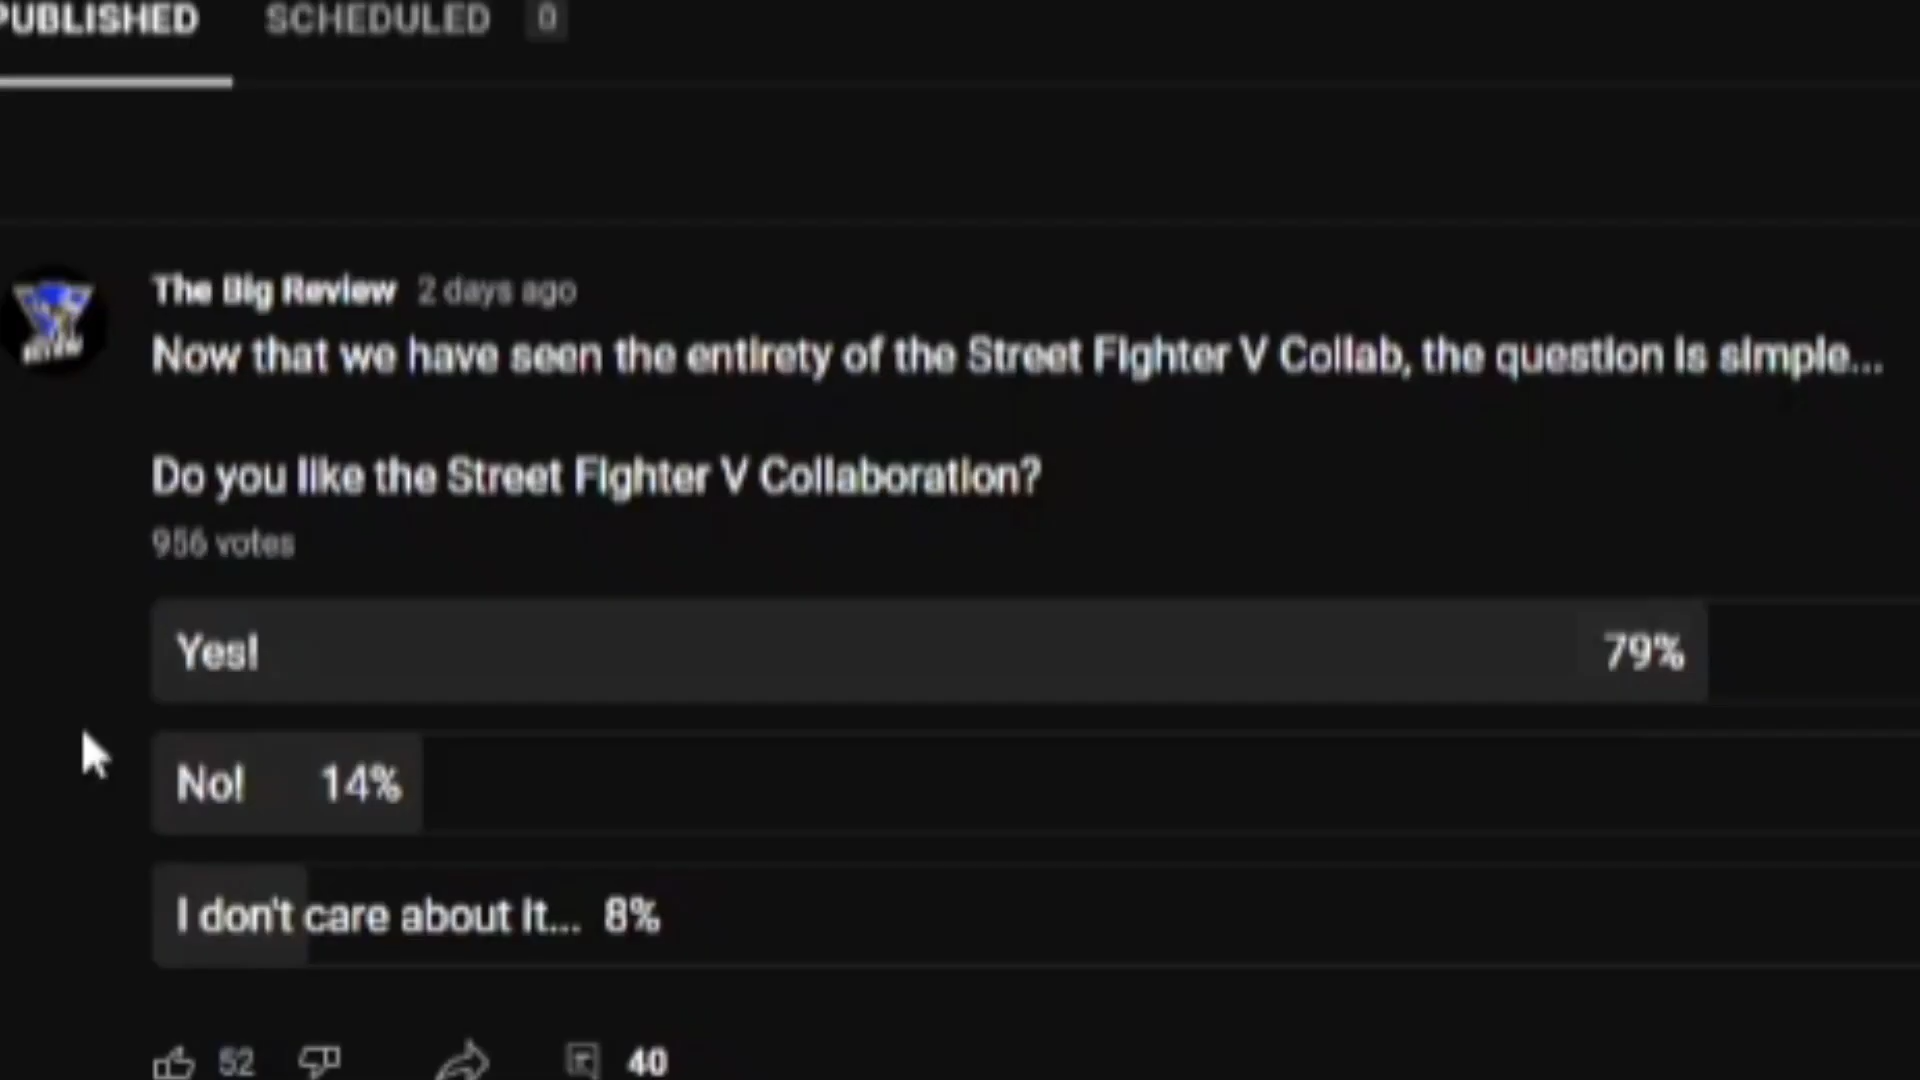 PUBLISHED SCHEDULED 0
The Big Review 2 days ago
Now that we have seen the entirety of the Street Fighter V Collab, the question is simple...
Do you like the Street Fighter V Collaboration?
956 votes
Yes! 79%
No! 14%
I don't care about it... 8%
52 40
REVIEW